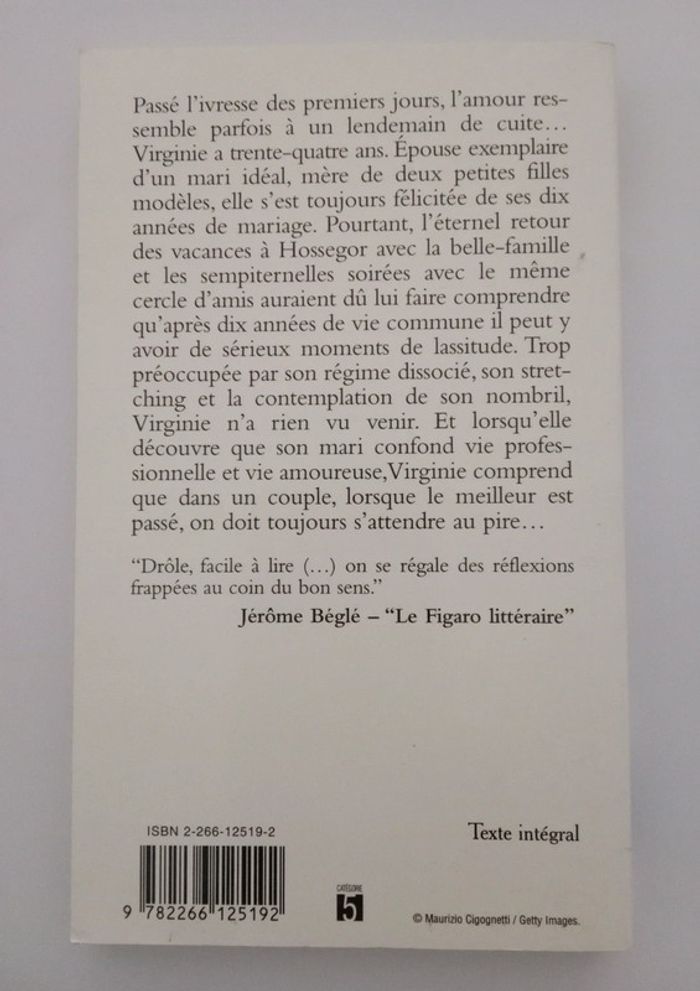 Passé l'ivresse des premiers jours, l'amour res-
semble parfois à un lendemain de cuite…
Virginie a trente-quatre ans. Épouse exemplaire
d'un mari idéal, mère de deux petites filles
modèles, elle s'est toujours félicitée de ses dix
années de mariage. Pourtant, l'éternel retour
des vacances à Hossegor avec la belle-famille
et les sempiternelles soirées avec le même
cercle d'amis auraient dû lui faire comprendre
qu'après dix années de vie commune il peut y
avoir de sérieux moments de lassitude. Trop
préoccupée par son régime dissocié, son stret-
ching et la contemplation de son nombril,
Virginie n'a rien vu venir. Et lorsqu'elle
découvre que son mari confond vie profes-
sionnelle et vie amoureuse,Virginie comprend
que dans un couple, lorsque le meilleur est
passé, on doit toujours s'attendre au pire…
“Drôle, facile à lire (…) on se régale des réflexions
frappées au coin du bon sens.”
Jérôme Béglé – “Le Figaro littéraire”
ISBN 2-266-12519-2
Texte intégral
9 782266 125192
CATÉGORIE
5
© Maurizio Cigognetti / Getty Images.